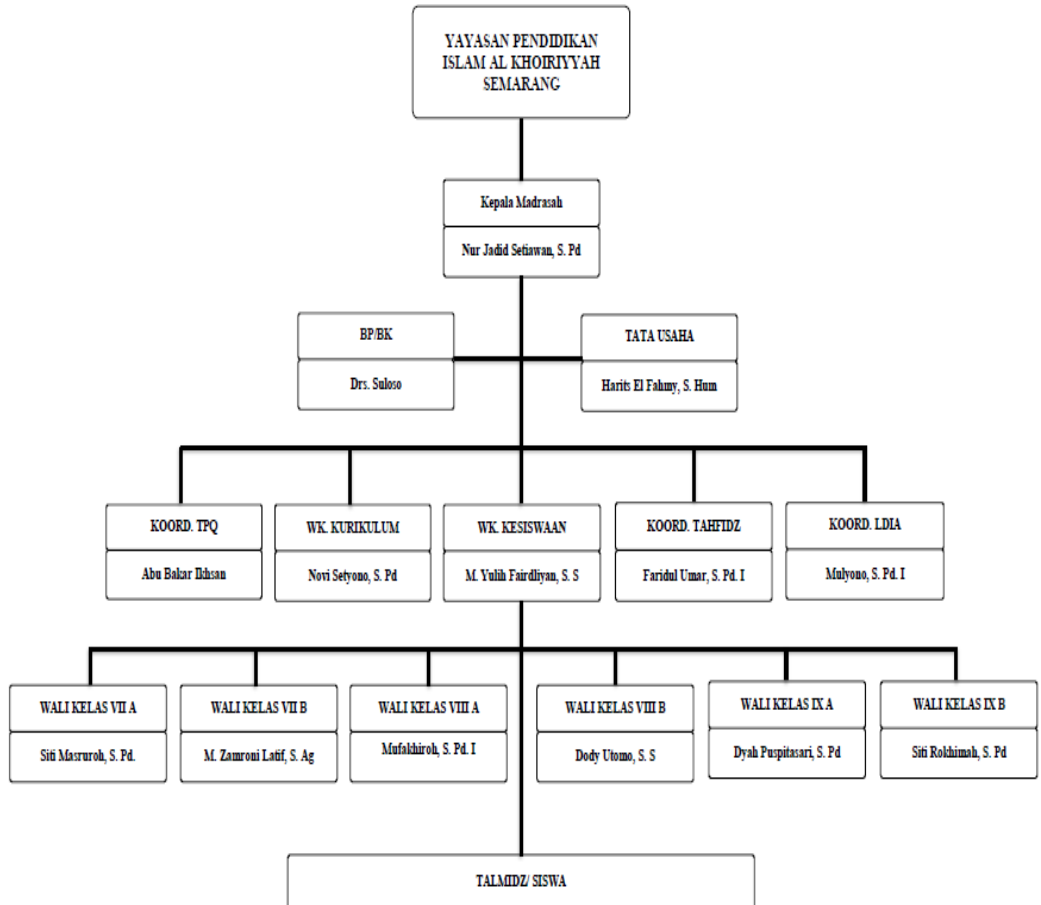 YAYASAN PENDIDIKAN
ISLAM AL KHOIRIYYAH
SEMARANG
Kepala Madrasah
Nur Jadid Setiawan, S. Pd
BP/BK
Drs. Suloso
TATA USAHA
Harits El Fahmy, S. Hum
KOORD. TPQ
Abu Bakar Ikhsan
WK. KURIKULUM
Novi Setyono, S. Pd
WK. KESISWAAN
M. Yulih Fairdliyan, S. S
KOORD. TAHFIDZ
Faridul Umar, S. Pd. I
KOORD. LDIA
Mulyono, S. Pd. I
WALI KELAS VII A
Siti Masruroh, S. Pd.
WALI KELAS VII B
M. Zamroni Latif, S. Ag
WALI KELAS VIII A
Mufakhiroh, S. Pd. I
WALI KELAS VIII B
Dody Utomo, S. S
WALI KELAS IX A
Dyah Puspitasari, S. Pd
WALI KELAS IX B
Siti Rokhimah, S. Pd
TALMIDZ/ SISWA